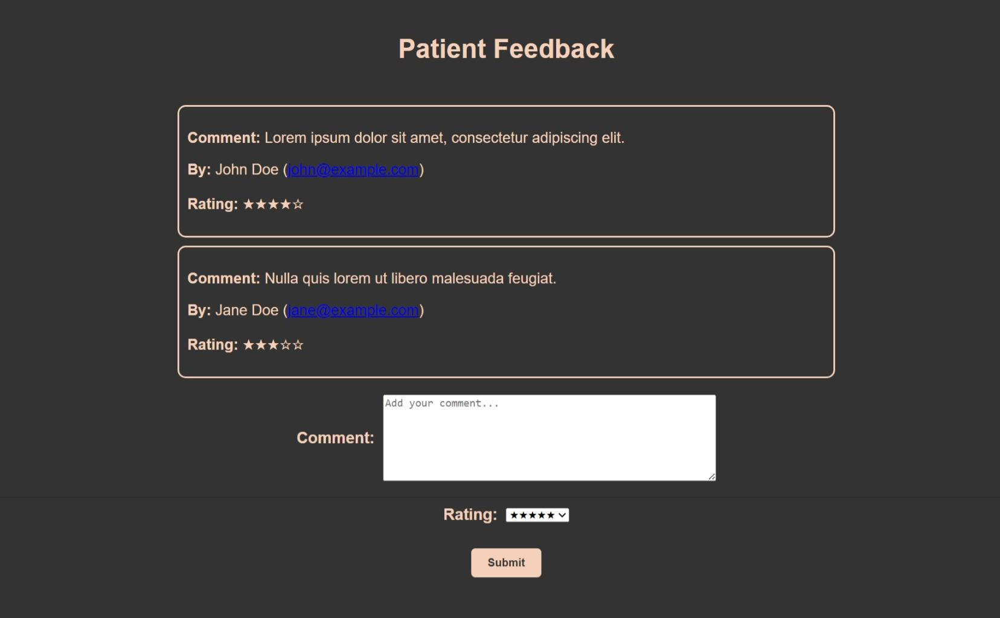 Patient Feedback
Comment: Lorem ipsum dolor sit amet, consectetur adipiscing elit.
By: John Doe (john@example.com)
Rating: ★★★★☆
Comment: Nulla quis lorem ut libero malesuada feugiat.
By: Jane Doe (jane@example.com)
Rating: ★★★☆☆
Add your comment...
Comment:
Rating: ★★★★★
Submit